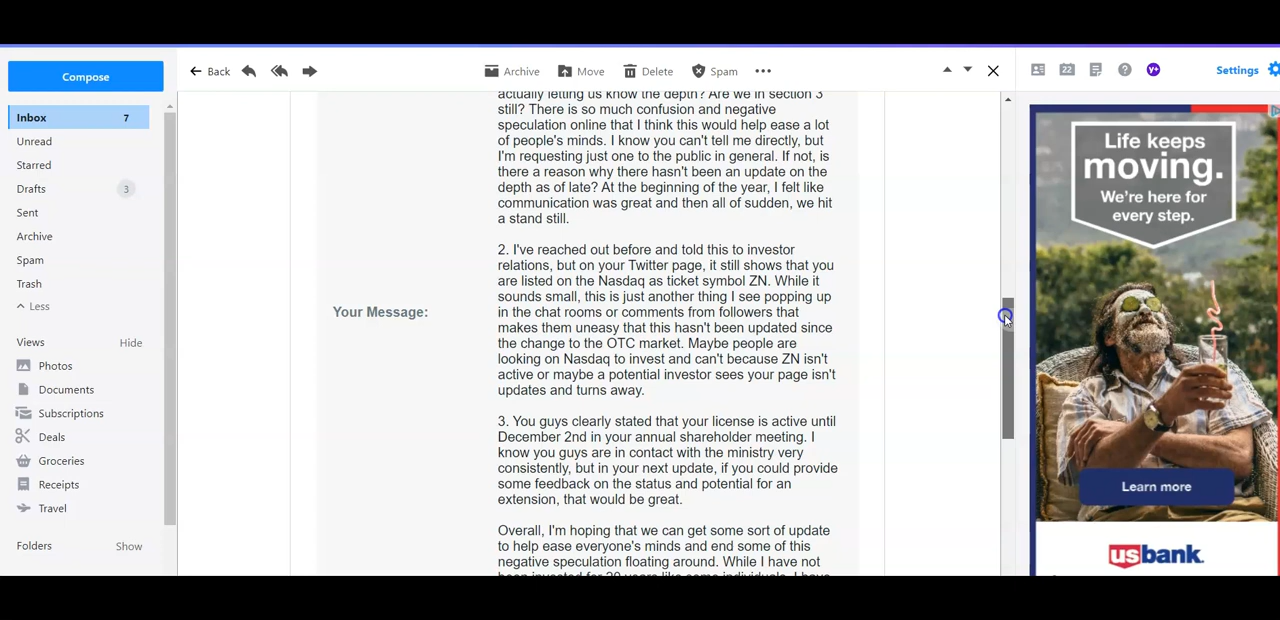 Compose
Back
Archive
Move
Delete
Spam
22
y+
Settings
Inbox 7
Unread
Starred
Drafts 3
Sent
Archive
Spam
Trash
Less
Views Hide
Photos
Documents
Subscriptions
Deals
Groceries
Receipts
Travel
Folders Show
Your Message:
actually letting us know the depth? Are we in section 3
still? There is so much confusion and negative
speculation online that I think this would help ease a lot
of people's minds. I know you can't tell me directly, but
I'm requesting just one to the public in general. If not, is
there a reason why there hasn't been an update on the
depth as of late? At the beginning of the year, I felt like
communication was great and then all of sudden, we hit
a stand still.
2. I've reached out before and told this to investor
relations, but on your Twitter page, it still shows that you
are listed on the Nasdaq as ticket symbol ZN. While it
sounds small, this is just another thing I see popping up
in the chat rooms or comments from followers that
makes them uneasy that this hasn't been updated since
the change to the OTC market. Maybe people are
looking on Nasdaq to invest and can't because ZN isn't
active or maybe a potential investor sees your page isn't
updates and turns away.
3. You guys clearly stated that your license is active until
December 2nd in your annual shareholder meeting. I
know you guys are in contact with the ministry very
consistently, but in your next update, if you could provide
some feedback on the status and potential for an
extension, that would be great.
Overall, I'm hoping that we can get some sort of update
to help ease everyone's minds and end some of this
negative speculation floating around. While I have not
been invested for 20 years like some individuals, I have
Life keeps
moving.
We're here for
every step.
Learn more
usbank.